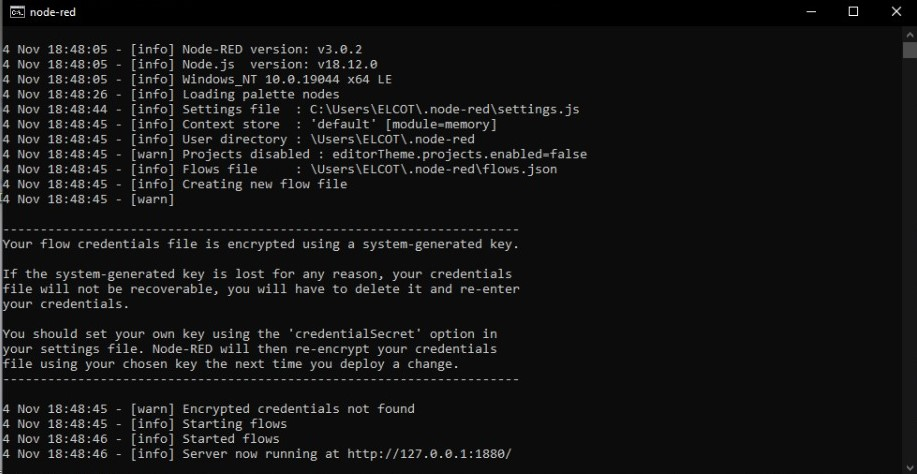 node-red
4 Nov 18:48:05 - [info] Node-RED version: v3.0.2
4 Nov 18:48:05 - [info] Node.js  version: v18.12.0
4 Nov 18:48:05 - [info] Windows_NT 10.0.19044 x64 LE
4 Nov 18:48:26 - [info] Loading palette nodes
4 Nov 18:48:44 - [info] Settings file  : C:\Users\ELCOT\.node-red\settings.js
4 Nov 18:48:45 - [info] Context store  : 'default' [module=memory]
4 Nov 18:48:45 - [info] User directory : \Users\ELCOT\.node-red
4 Nov 18:48:45 - [warn] Projects disabled : editorTheme.projects.enabled=false
4 Nov 18:48:45 - [info] Flows file     : \Users\ELCOT\.node-red\flows.json
4 Nov 18:48:45 - [info] Creating new flow file
4 Nov 18:48:45 - [warn]
---------------------------------------------------------------------
Your flow credentials file is encrypted using a system-generated key.
If the system-generated key is lost for any reason, your credentials
file will not be recoverable, you will have to delete it and re-enter
your credentials.
You should set your own key using the 'credentialSecret' option in
your settings file. Node-RED will then re-encrypt your credentials
file using your chosen key the next time you deploy a change.
---------------------------------------------------------------------
4 Nov 18:48:45 - [warn] Encrypted credentials not found
4 Nov 18:48:45 - [info] Starting flows
4 Nov 18:48:46 - [info] Started flows
4 Nov 18:48:46 - [info] Server now running at http://127.0.0.1:1880/